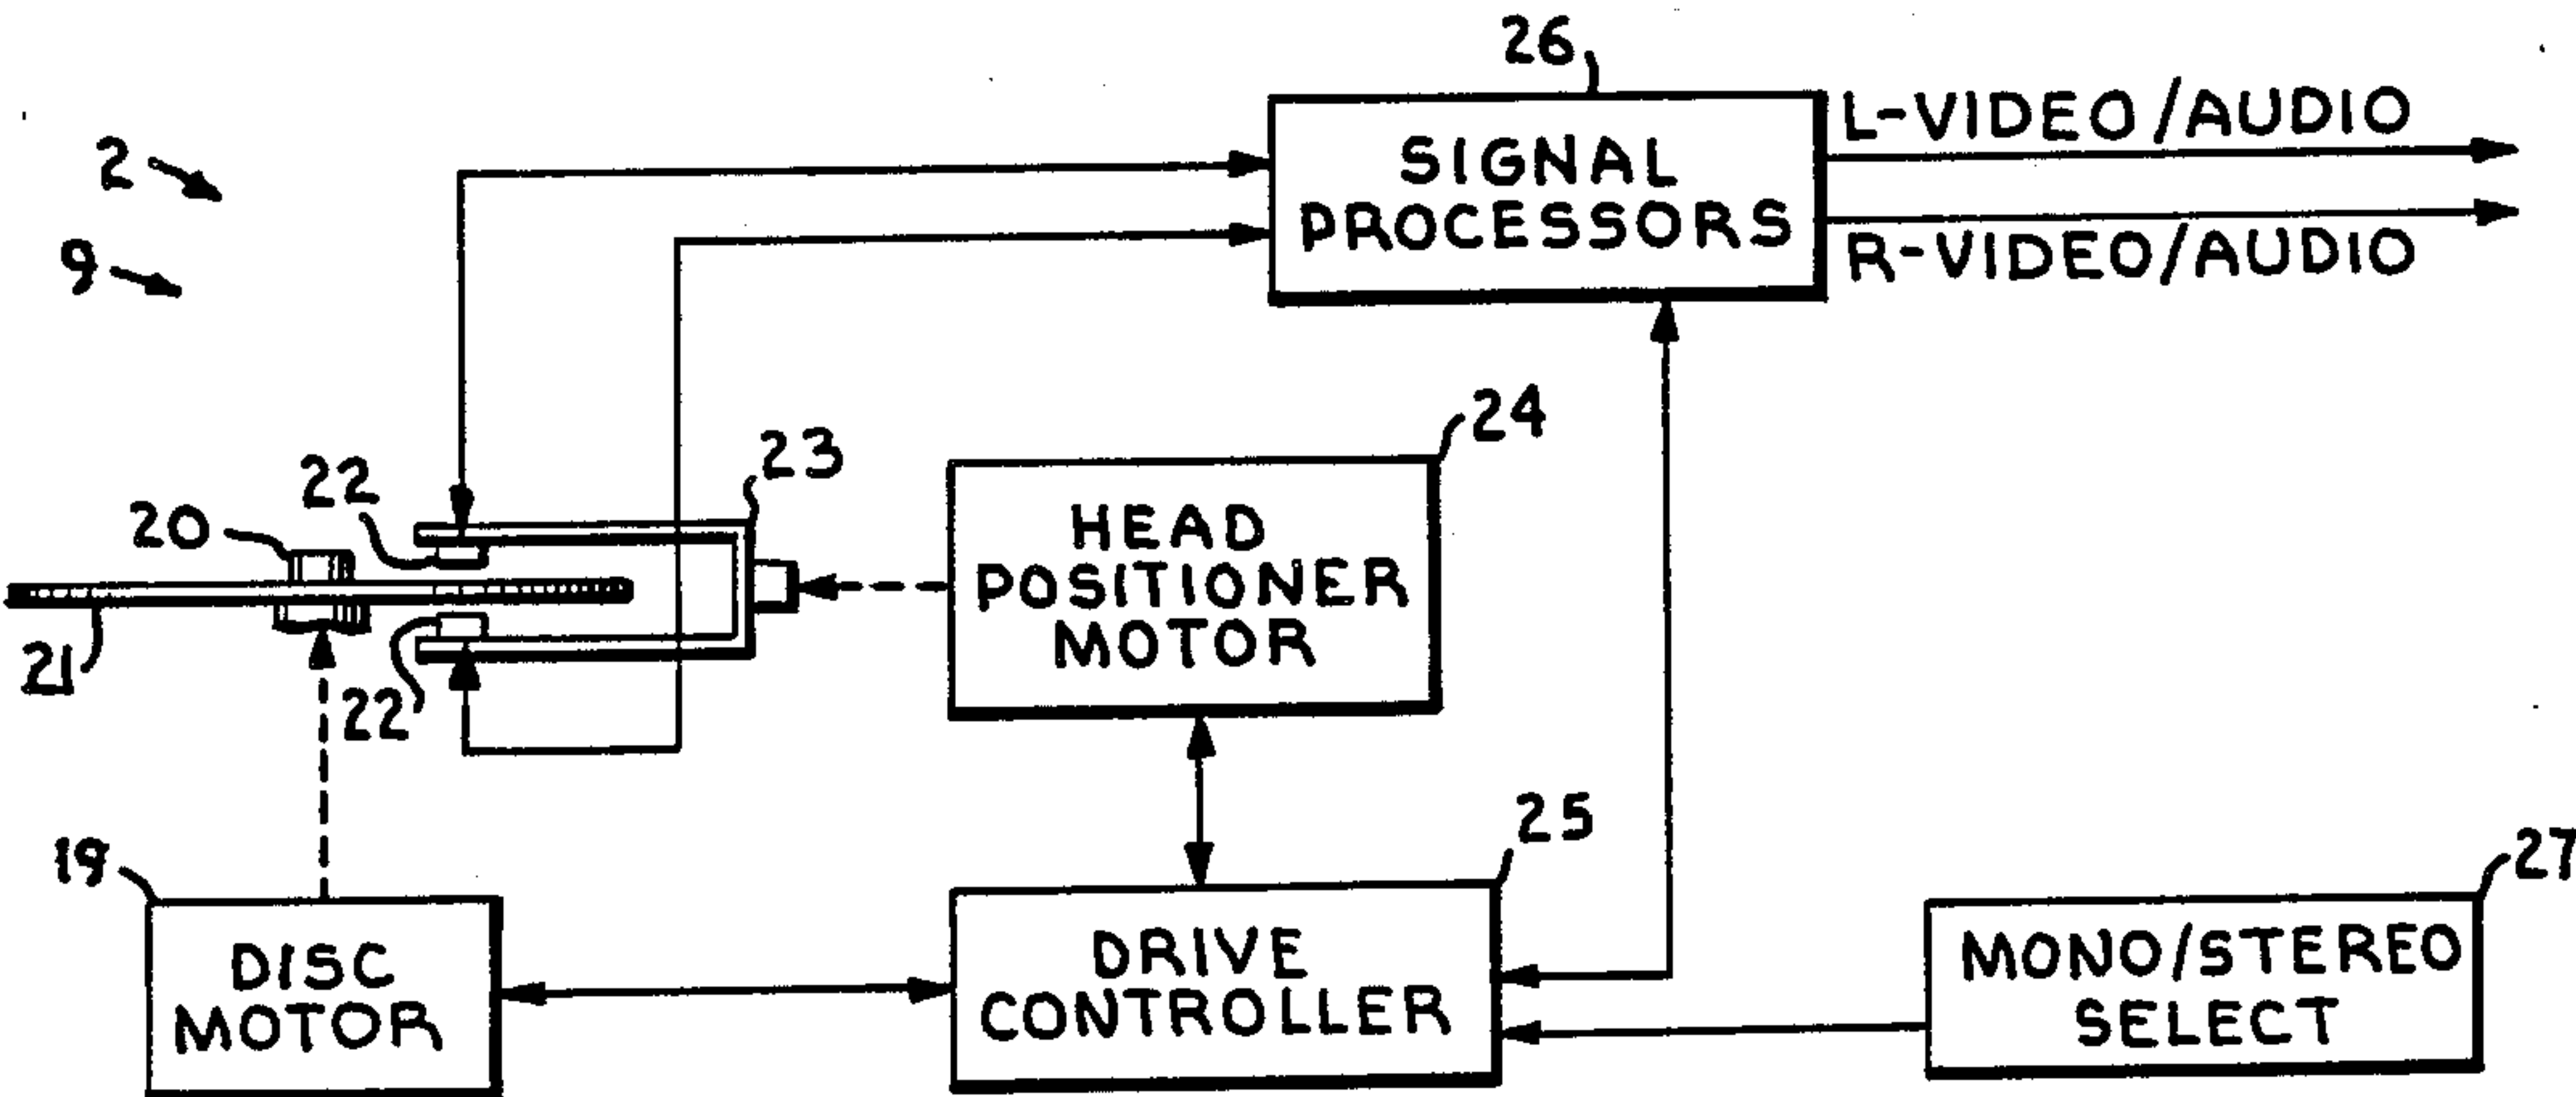 26
L-VIDEO/AUDIO
SIGNAL
PROCESSORS
R-VIDEO/AUDIO
2
9
24
23
22
20
HEAD
POSITIONER
MOTOR
21
22
25
27
19
DISC
MOTOR
DRIVE
CONTROLLER
MONO/STEREO
SELECT